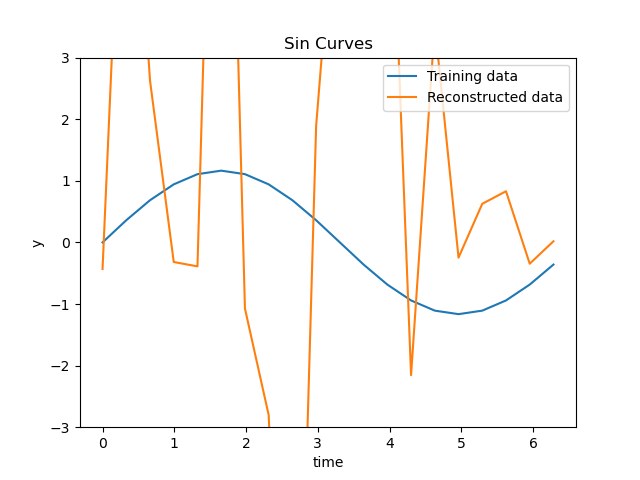 Sin Curves
Training data
Reconstructed data
3
2
1
0
−1
−2
−3
y
0 1 2 3 4 5 6
time